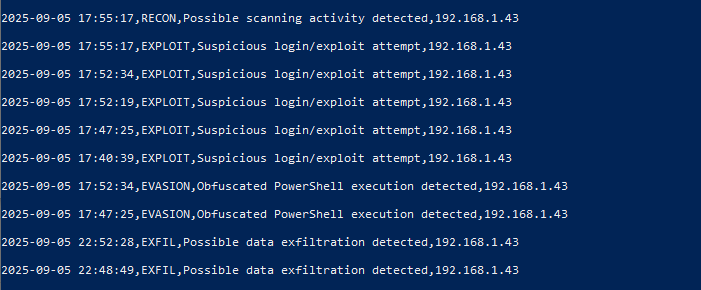 2025-09-05 17:55:17,RECON,Possible scanning activity detected,192.168.1.43
2025-09-05 17:55:17,EXPLOIT,Suspicious login/exploit attempt,192.168.1.43
2025-09-05 17:52:34,EXPLOIT,Suspicious login/exploit attempt,192.168.1.43
2025-09-05 17:52:19,EXPLOIT,Suspicious login/exploit attempt,192.168.1.43
2025-09-05 17:47:25,EXPLOIT,Suspicious login/exploit attempt,192.168.1.43
2025-09-05 17:40:39,EXPLOIT,Suspicious login/exploit attempt,192.168.1.43
2025-09-05 17:52:34,EVASION,Obfuscated PowerShell execution detected,192.168.1.43
2025-09-05 17:47:25,EVASION,Obfuscated PowerShell execution detected,192.168.1.43
2025-09-05 22:52:28,EXFIL,Possible data exfiltration detected,192.168.1.43
2025-09-05 22:48:49,EXFIL,Possible data exfiltration detected,192.168.1.43